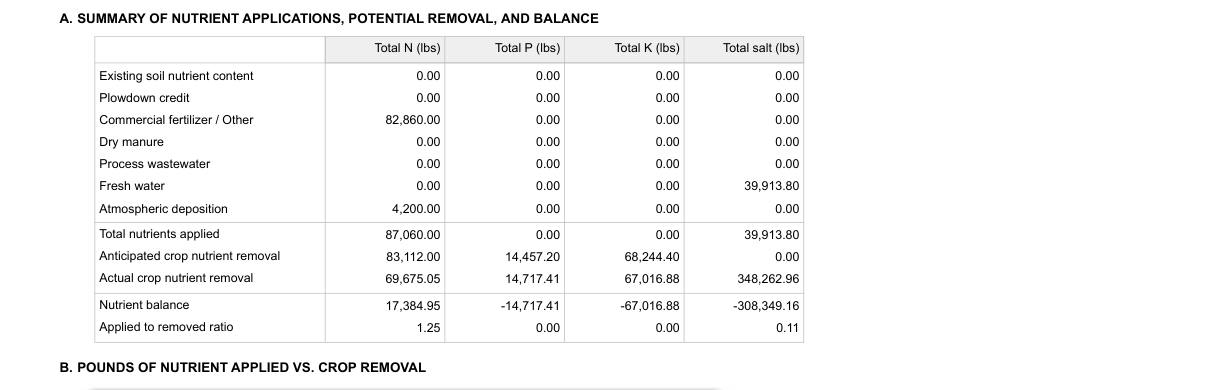 A. SUMMARY OF NUTRIENT APPLICATIONS, POTENTIAL REMOVAL, AND BALANCE
Total N (lbs) Total P (lbs) Total K (lbs) Total salt (lbs)
Existing soil nutrient content 0.00 0.00 0.00 0.00
Plowdown credit 0.00 0.00 0.00 0.00
Commercial fertilizer / Other 82,860.00 0.00 0.00 0.00
Dry manure 0.00 0.00 0.00 0.00
Process wastewater 0.00 0.00 0.00 0.00
Fresh water 0.00 0.00 0.00 39,913.80
Atmospheric deposition 4,200.00 0.00 0.00 0.00
Total nutrients applied 87,060.00 0.00 0.00 39,913.80
Anticipated crop nutrient removal 83,112.00 14,457.20 68,244.40 0.00
Actual crop nutrient removal 69,675.05 14,717.41 67,016.88 348,262.96
Nutrient balance 17,384.95 -14,717.41 -67,016.88 -308,349.16
Applied to removed ratio 1.25 0.00 0.00 0.11
B. POUNDS OF NUTRIENT APPLIED VS. CROP REMOVAL